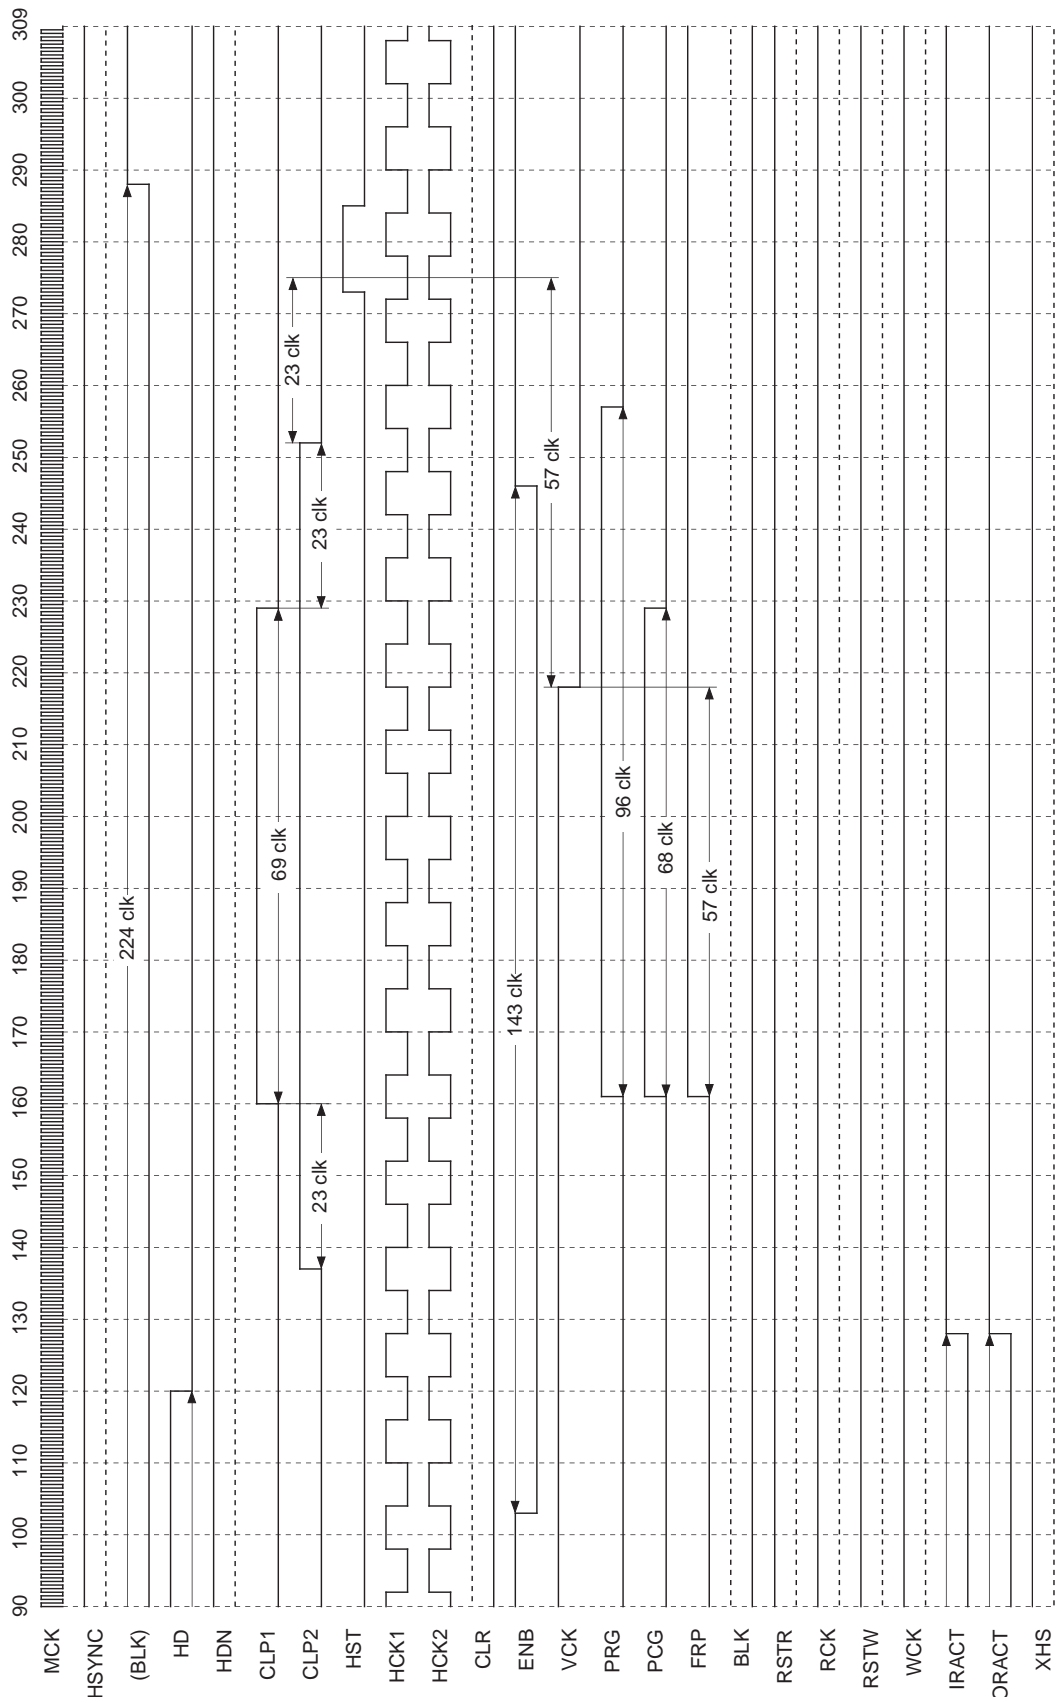 90 100 110 120 130 140 150 160 170 180 190 200 210 220 230 240 250 260 270 280 290 300 309
MCK
HSYNC
(BLK) 224 clk
HD
HDN
CLP1 69 clk
23 clk
CLP2 23 clk 23 clk
HST
HCK1
HCK2
CLR
ENB 143 clk
57 clk
VCK
PRG 96 clk
PCG 68 clk
FRP 57 clk
BLK
RSTR
RCK
RSTW
WCK
IRACT
ORACT
XHS